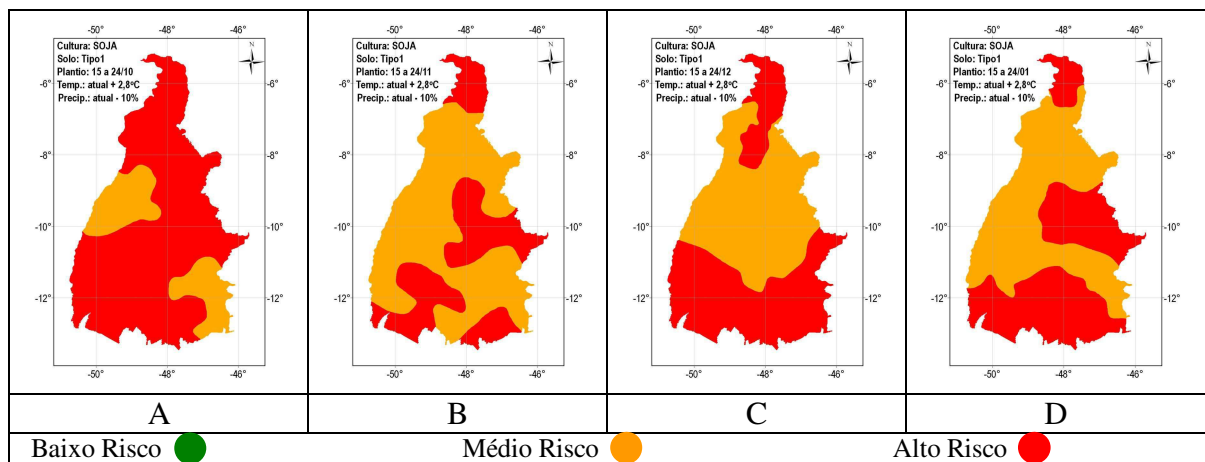 -50° -48° -46°
Cultura: SOJA
Solo: Tipo1
Plantio: 15 a 24/10
Temp.: atual + 2,8ºC
Precip.: atual - 10%
N
-6° -6°
-8° -8°
-10° -10°
-12° -12°
-50° -48° -46°
-50° -48° -46°
Cultura: SOJA
Solo: Tipo1
Plantio: 15 a 24/11
Temp.: atual + 2,8ºC
Precip.: atual - 10%
N
-6° -6°
-8° -8°
-10° -10°
-12° -12°
-50° -48° -46°
-50° -48° -46°
Cultura: SOJA
Solo: Tipo1
Plantio: 15 a 24/12
Temp.: atual + 2,8ºC
Precip.: atual - 10%
N
-6° -6°
-8° -8°
-10° -10°
-12° -12°
-50° -48° -46°
-50° -48° -46°
Cultura: SOJA
Solo: Tipo1
Plantio: 15 a 24/01
Temp.: atual + 2,8ºC
Precip.: atual - 10%
N
-6° -6°
-8° -8°
-10° -10°
-12° -12°
-50° -48° -46°
A B C D
Baixo Risco Médio Risco Alto Risco